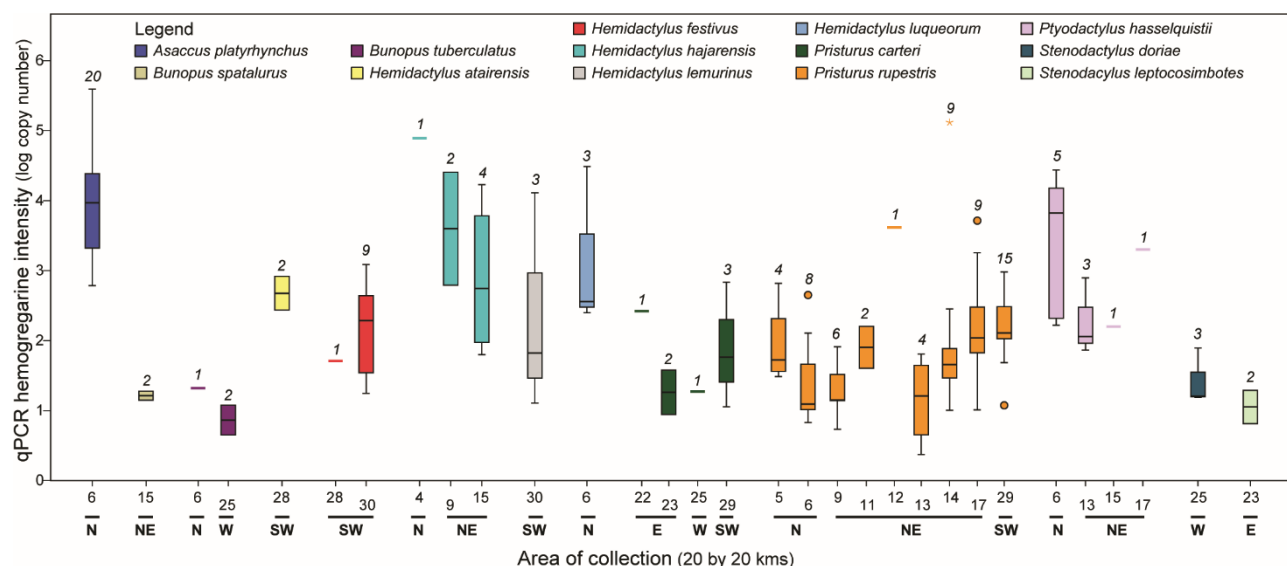 Legend
Asaccus platyrhynchus
Bunopus spatalurus
Bunopus tuberculatus
Hemidactylus atairensis
Hemidactylus festivus
Hemidactylus hajarensis
Hemidactylus lemurinus
Hemidactylus luqueorum
Pristurus carteri
Pristurus rupestris
Ptyodactylus hasselquistii
Stenodactylus doriae
Stenodacylus leptocosimbotes
qPCR hemogregarine intensity (log copy number)
6
5
4
3
2
1
0
20 2 1 2 2 1 9 1 2 4 3 3 1 2 1 3 4 8 6 2 1 4 9 9 15 5 3 1 1 3 2
6 15 6 25 28 28 30 4 9 15 30 6 22 23 25 29 5 6 9 11 12 13 14 17 29 6 13 15 17 25 23
N NE N W SW SW N NE SW N E W SW N NE SW N NE W E
Area of collection (20 by 20 kms)